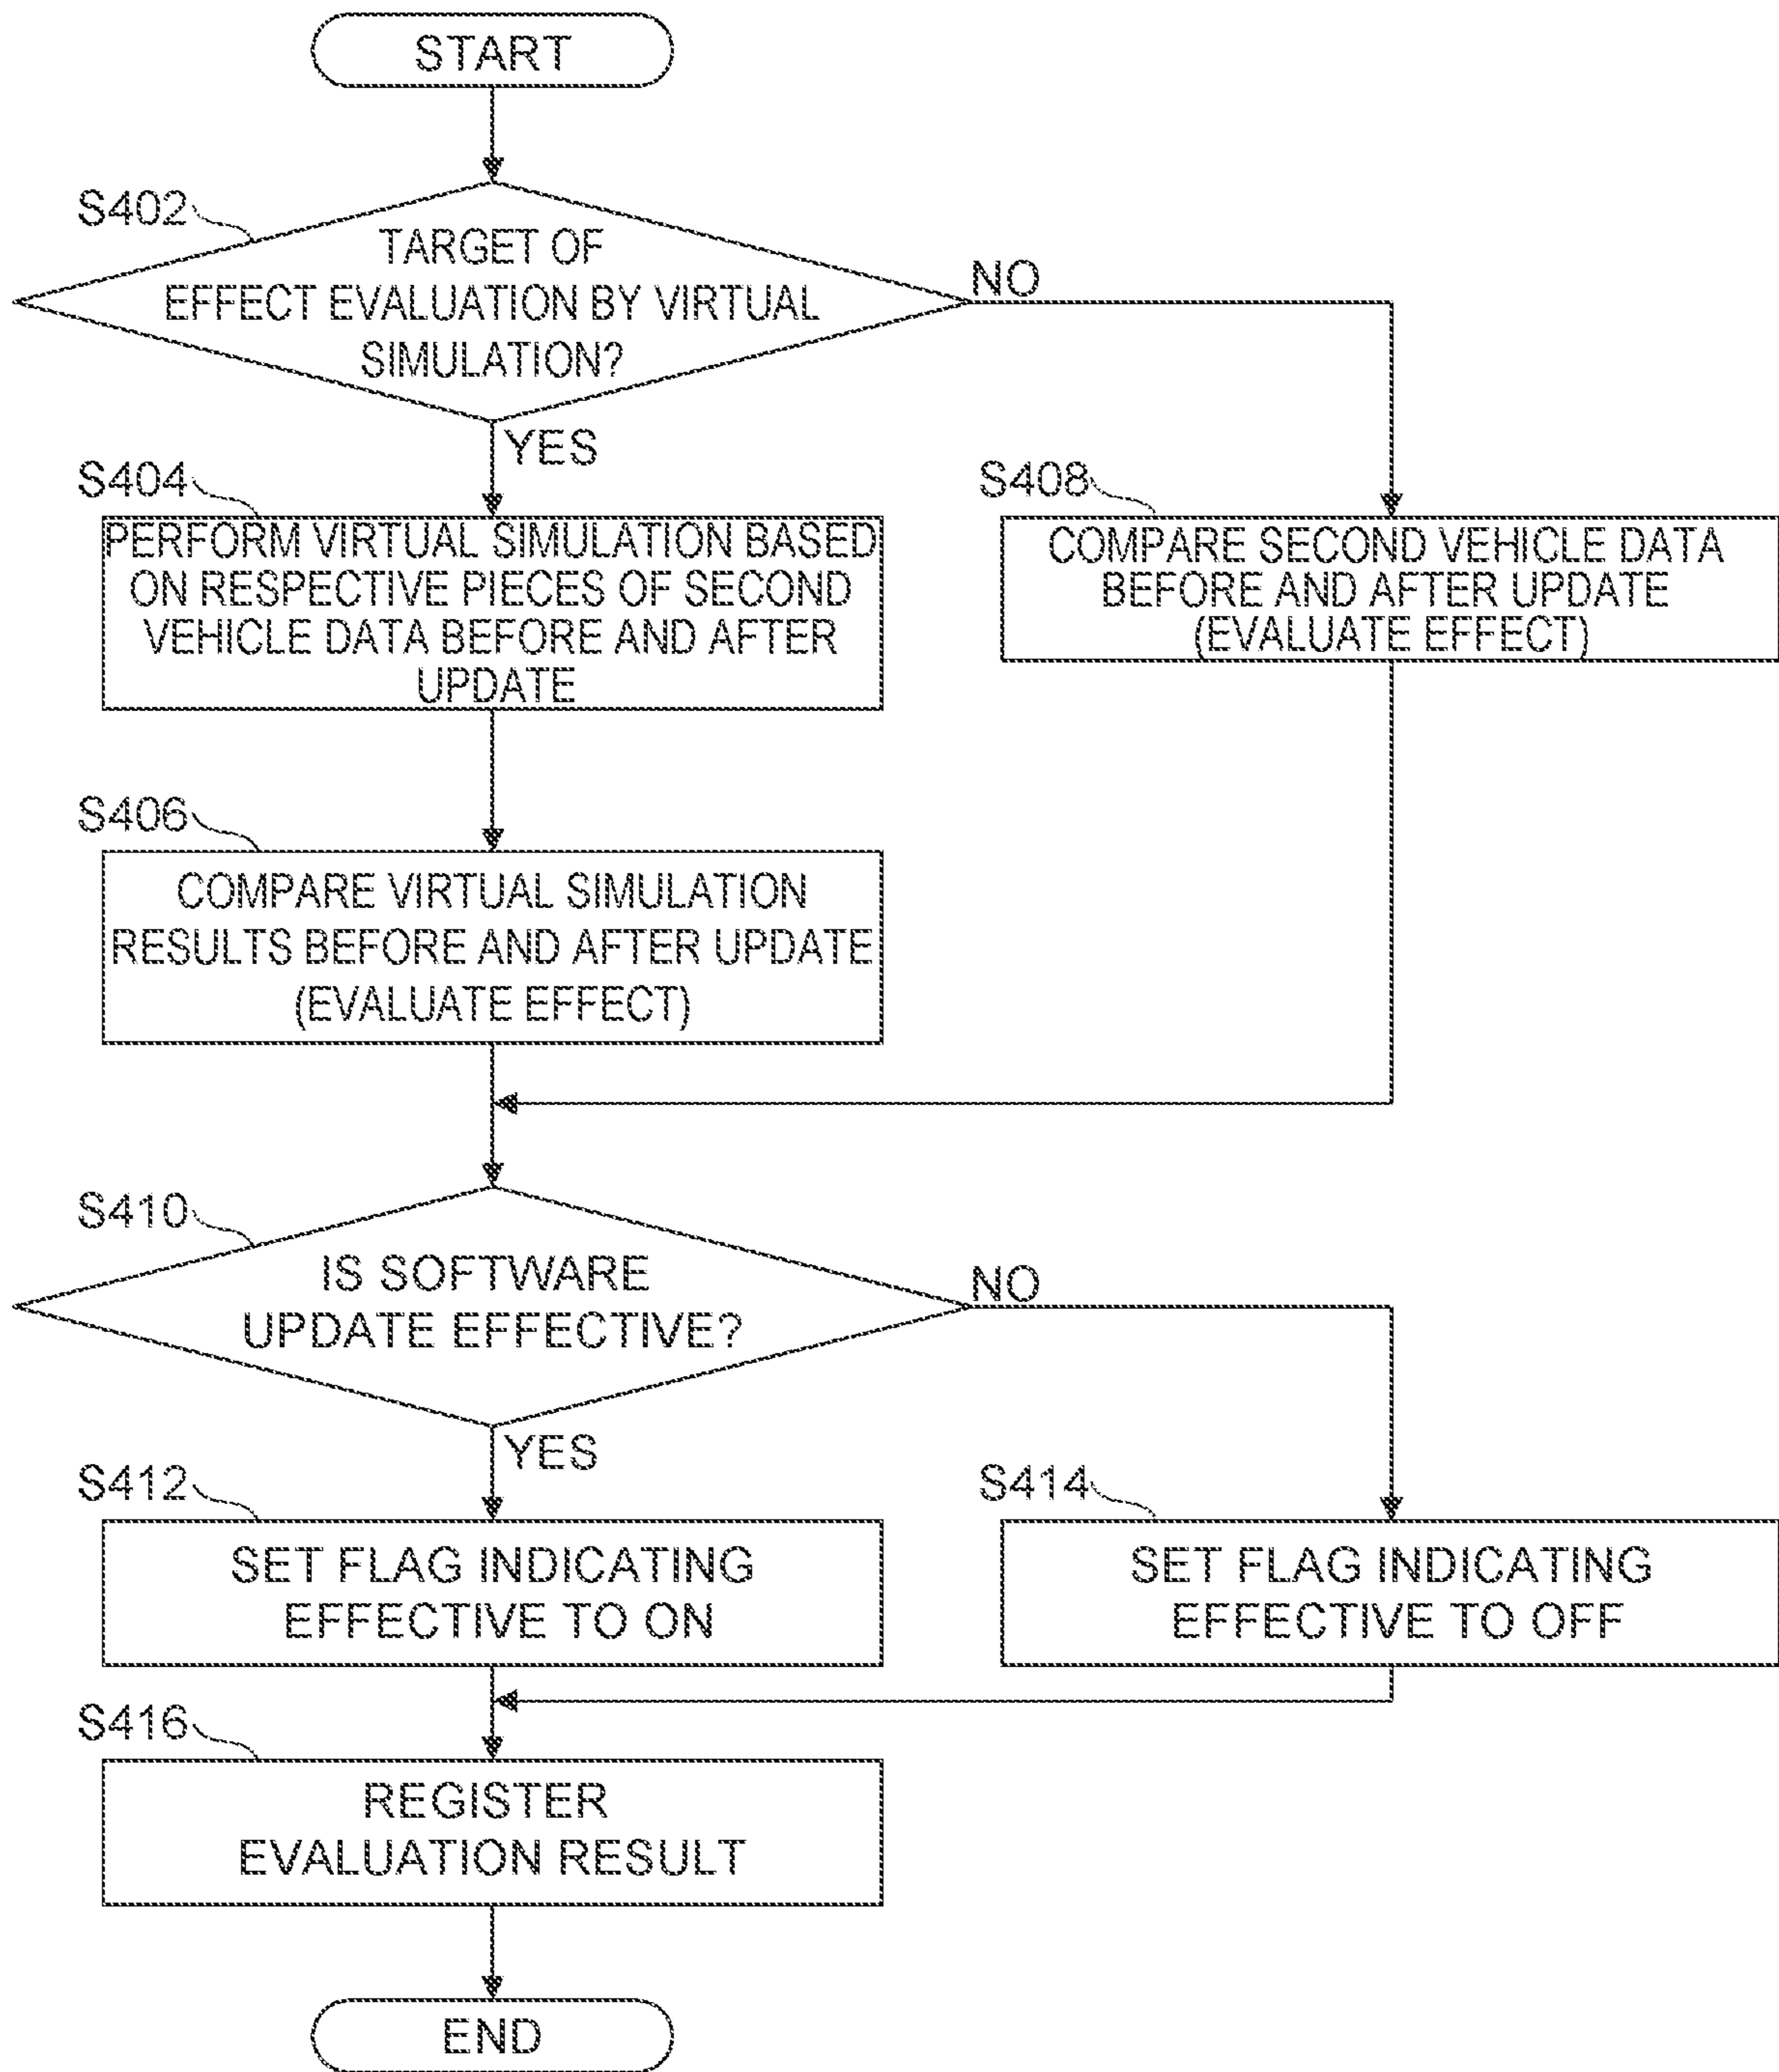 START
S402
TARGET OF
EFFECT EVALUATION BY VIRTUAL
SIMULATION?
NO
YES
S404
PERFORM VIRTUAL SIMULATION BASED
ON RESPECTIVE PIECES OF SECOND
VEHICLE DATA BEFORE AND AFTER
UPDATE
S408
COMPARE SECOND VEHICLE DATA
BEFORE AND AFTER UPDATE
(EVALUATE EFFECT)
S406
COMPARE VIRTUAL SIMULATION
RESULTS BEFORE AND AFTER UPDATE
(EVALUATE EFFECT)
S410
IS SOFTWARE
UPDATE EFFECTIVE?
NO
YES
S412
SET FLAG INDICATING
EFFECTIVE TO ON
S414
SET FLAG INDICATING
EFFECTIVE TO OFF
S416
REGISTER
EVALUATION RESULT
END